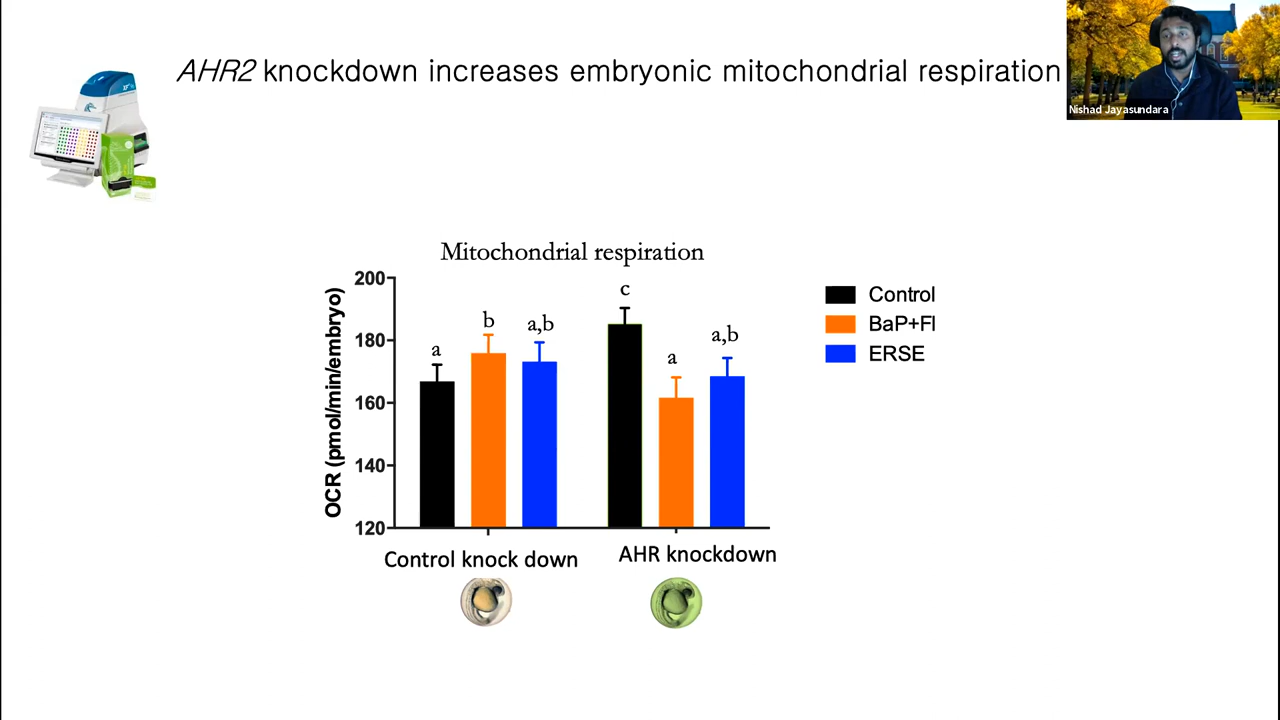 AHR2 knockdown increases embryonic mitochondrial respiration
Nishad Jayasundara
Mitochondrial respiration
OCR (pmol/min/embryo)
200
180
160
140
120
a
b
a,b
c
a
a,b
Control
BaP+Fl
ERSE
Control knock down
AHR knockdown